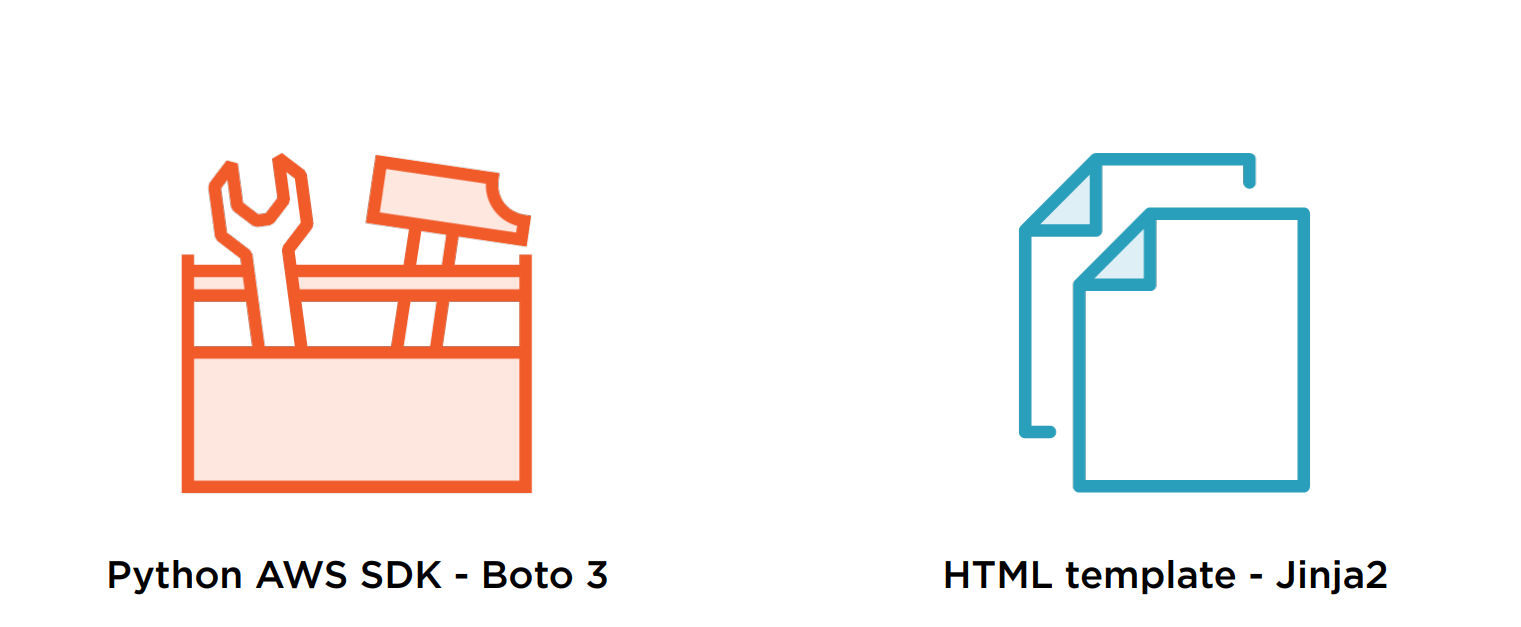 Python AWS SDK - Boto 3
HTML template - Jinja2